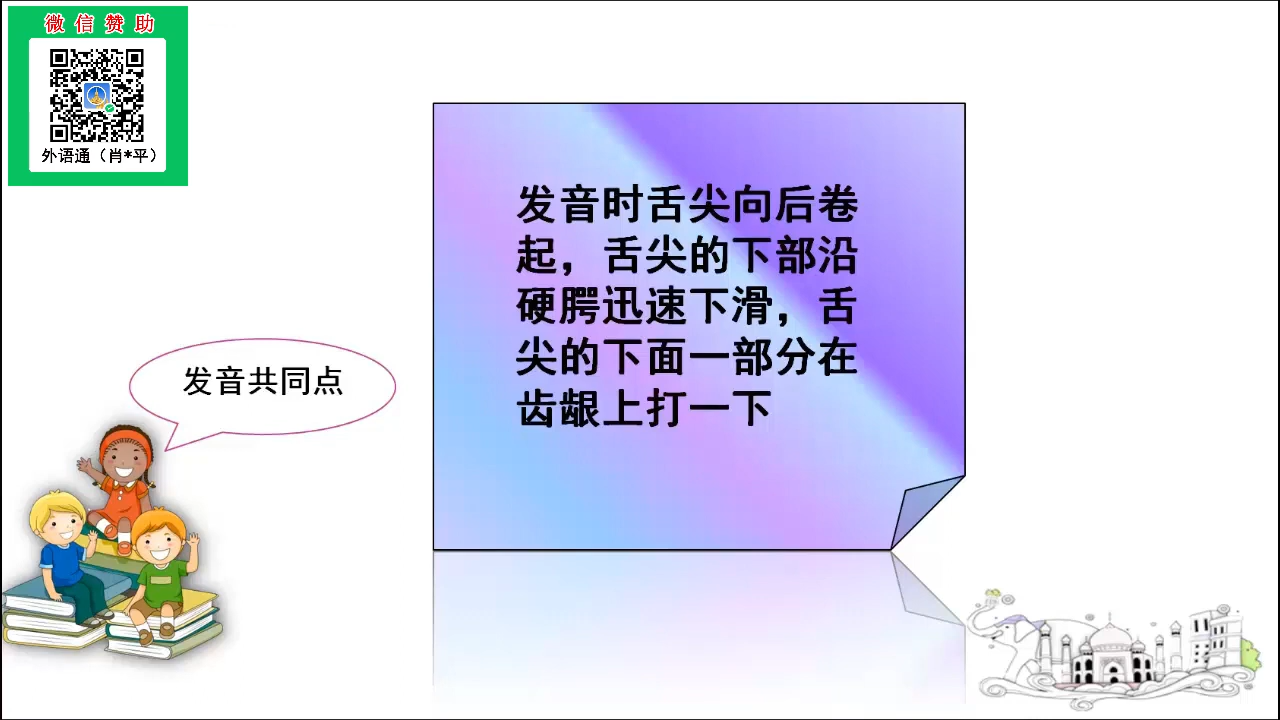 微信赞助
外语通（肖*平）
发音时舌尖向后卷
起，舌尖的下部沿
硬腭迅速下滑，舌
尖的下面一部分在
齿龈上打一下
发音共同点